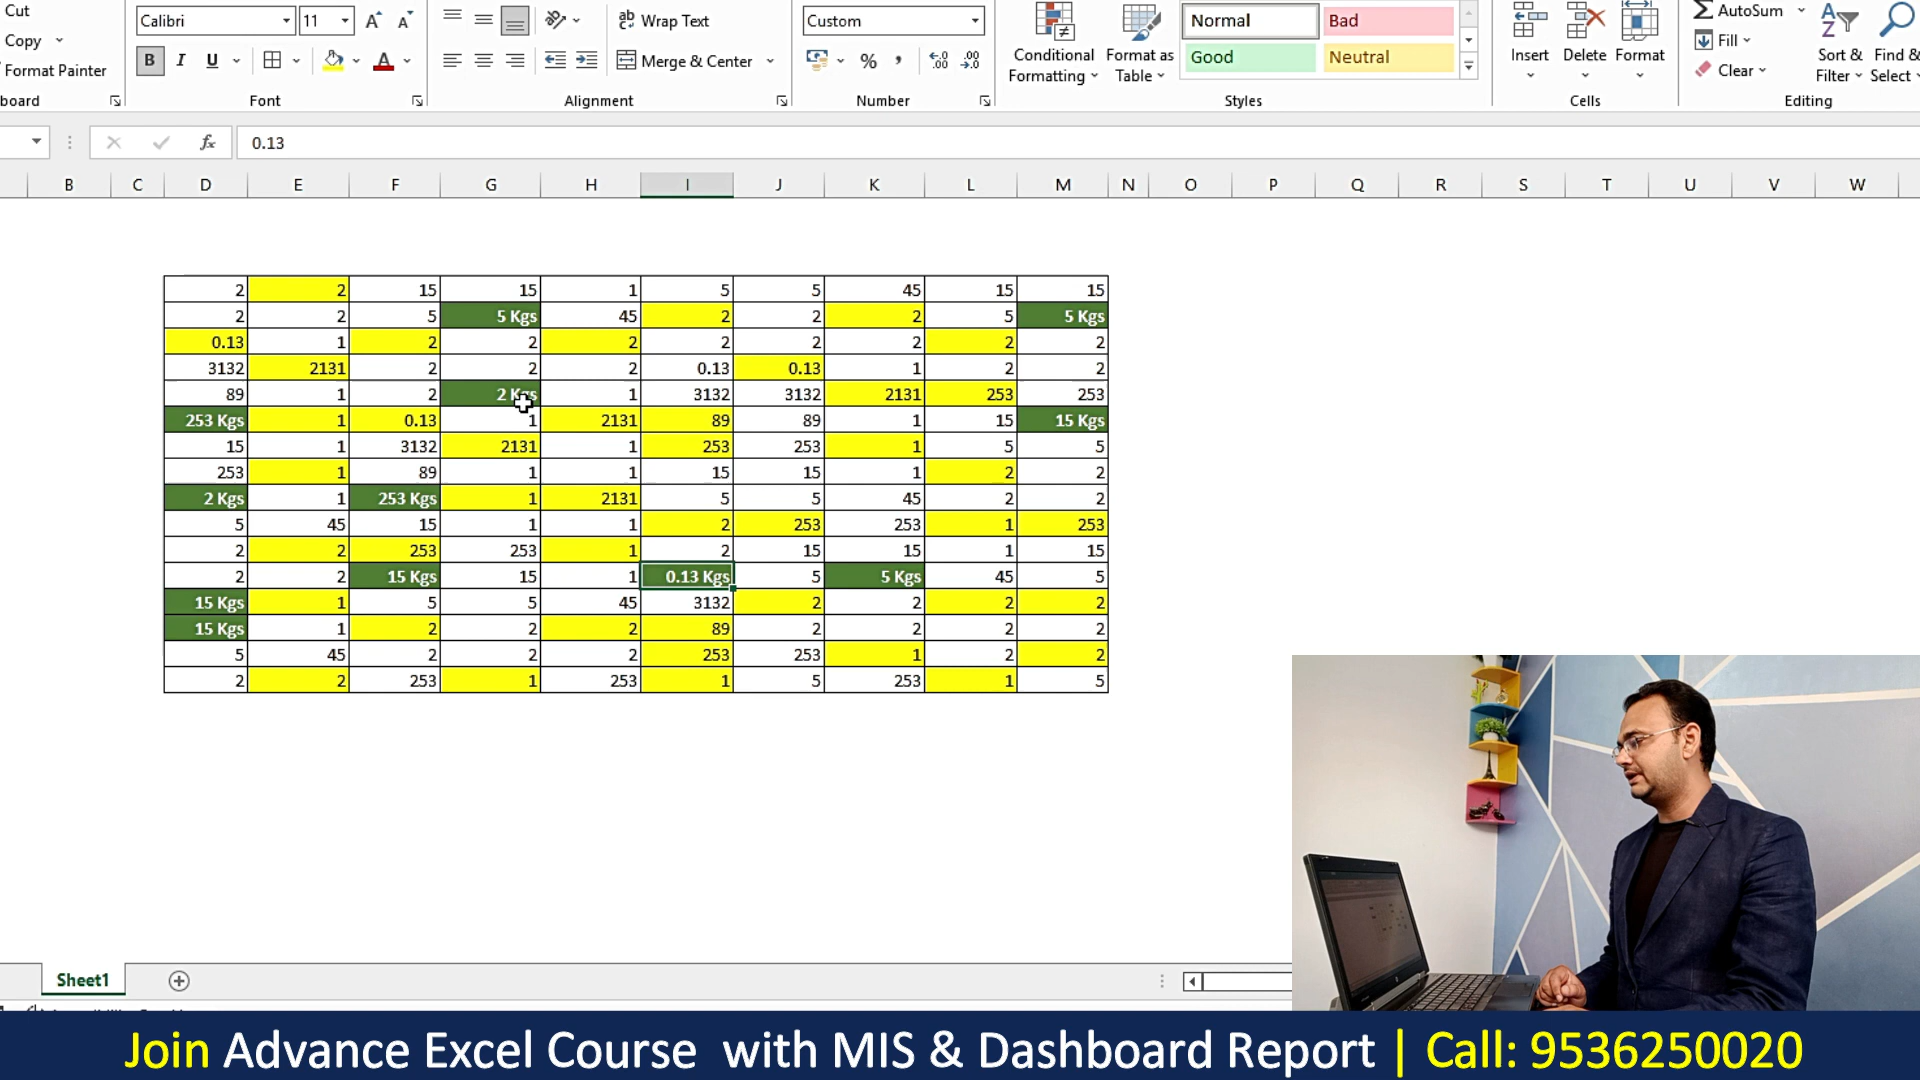 Cut
Calibri 11 A A ab Wrap Text Custom Normal Bad AutoSum
Copy
Format Painter B I U A Merge & Center % , Conditional Formatting Format as Table Good Neutral Insert Delete Format Fill Clear Sort & Filter Find & Select
board Font Alignment Number Styles Cells Editing
fx 0.13
B C D E F G H I J K L M N O P Q R S T U V W
2 2 15 15 1 5 5 45 15 15
2 2 5 5 Kgs 45 2 2 2 5 5 Kgs
0.13 1 2 2 2 2 2 2 2 2
3132 2131 2 2 2 0.13 0.13 1 2 2
89 1 2 2 Kgs 1 3132 3132 2131 253 253
253 Kgs 1 0.13 1 2131 89 89 1 15 15 Kgs
15 1 3132 2131 1 253 253 1 5 5
253 1 89 1 1 15 15 1 2 2
2 Kgs 1 253 Kgs 1 2131 5 5 45 2 2
5 45 15 1 1 2 253 253 1 253
2 2 253 253 1 2 15 15 1 15
2 2 15 Kgs 15 1 0.13 Kgs 5 5 Kgs 45 5
15 Kgs 1 5 5 45 3132 2 2 2 2
15 Kgs 1 2 2 2 89 2 2 2 2
5 45 2 2 2 253 253 1 2 2
2 2 253 1 253 1 5 253 1 5
Sheet1
Join Advance Excel Course with MIS & Dashboard Report | Call: 9536250020